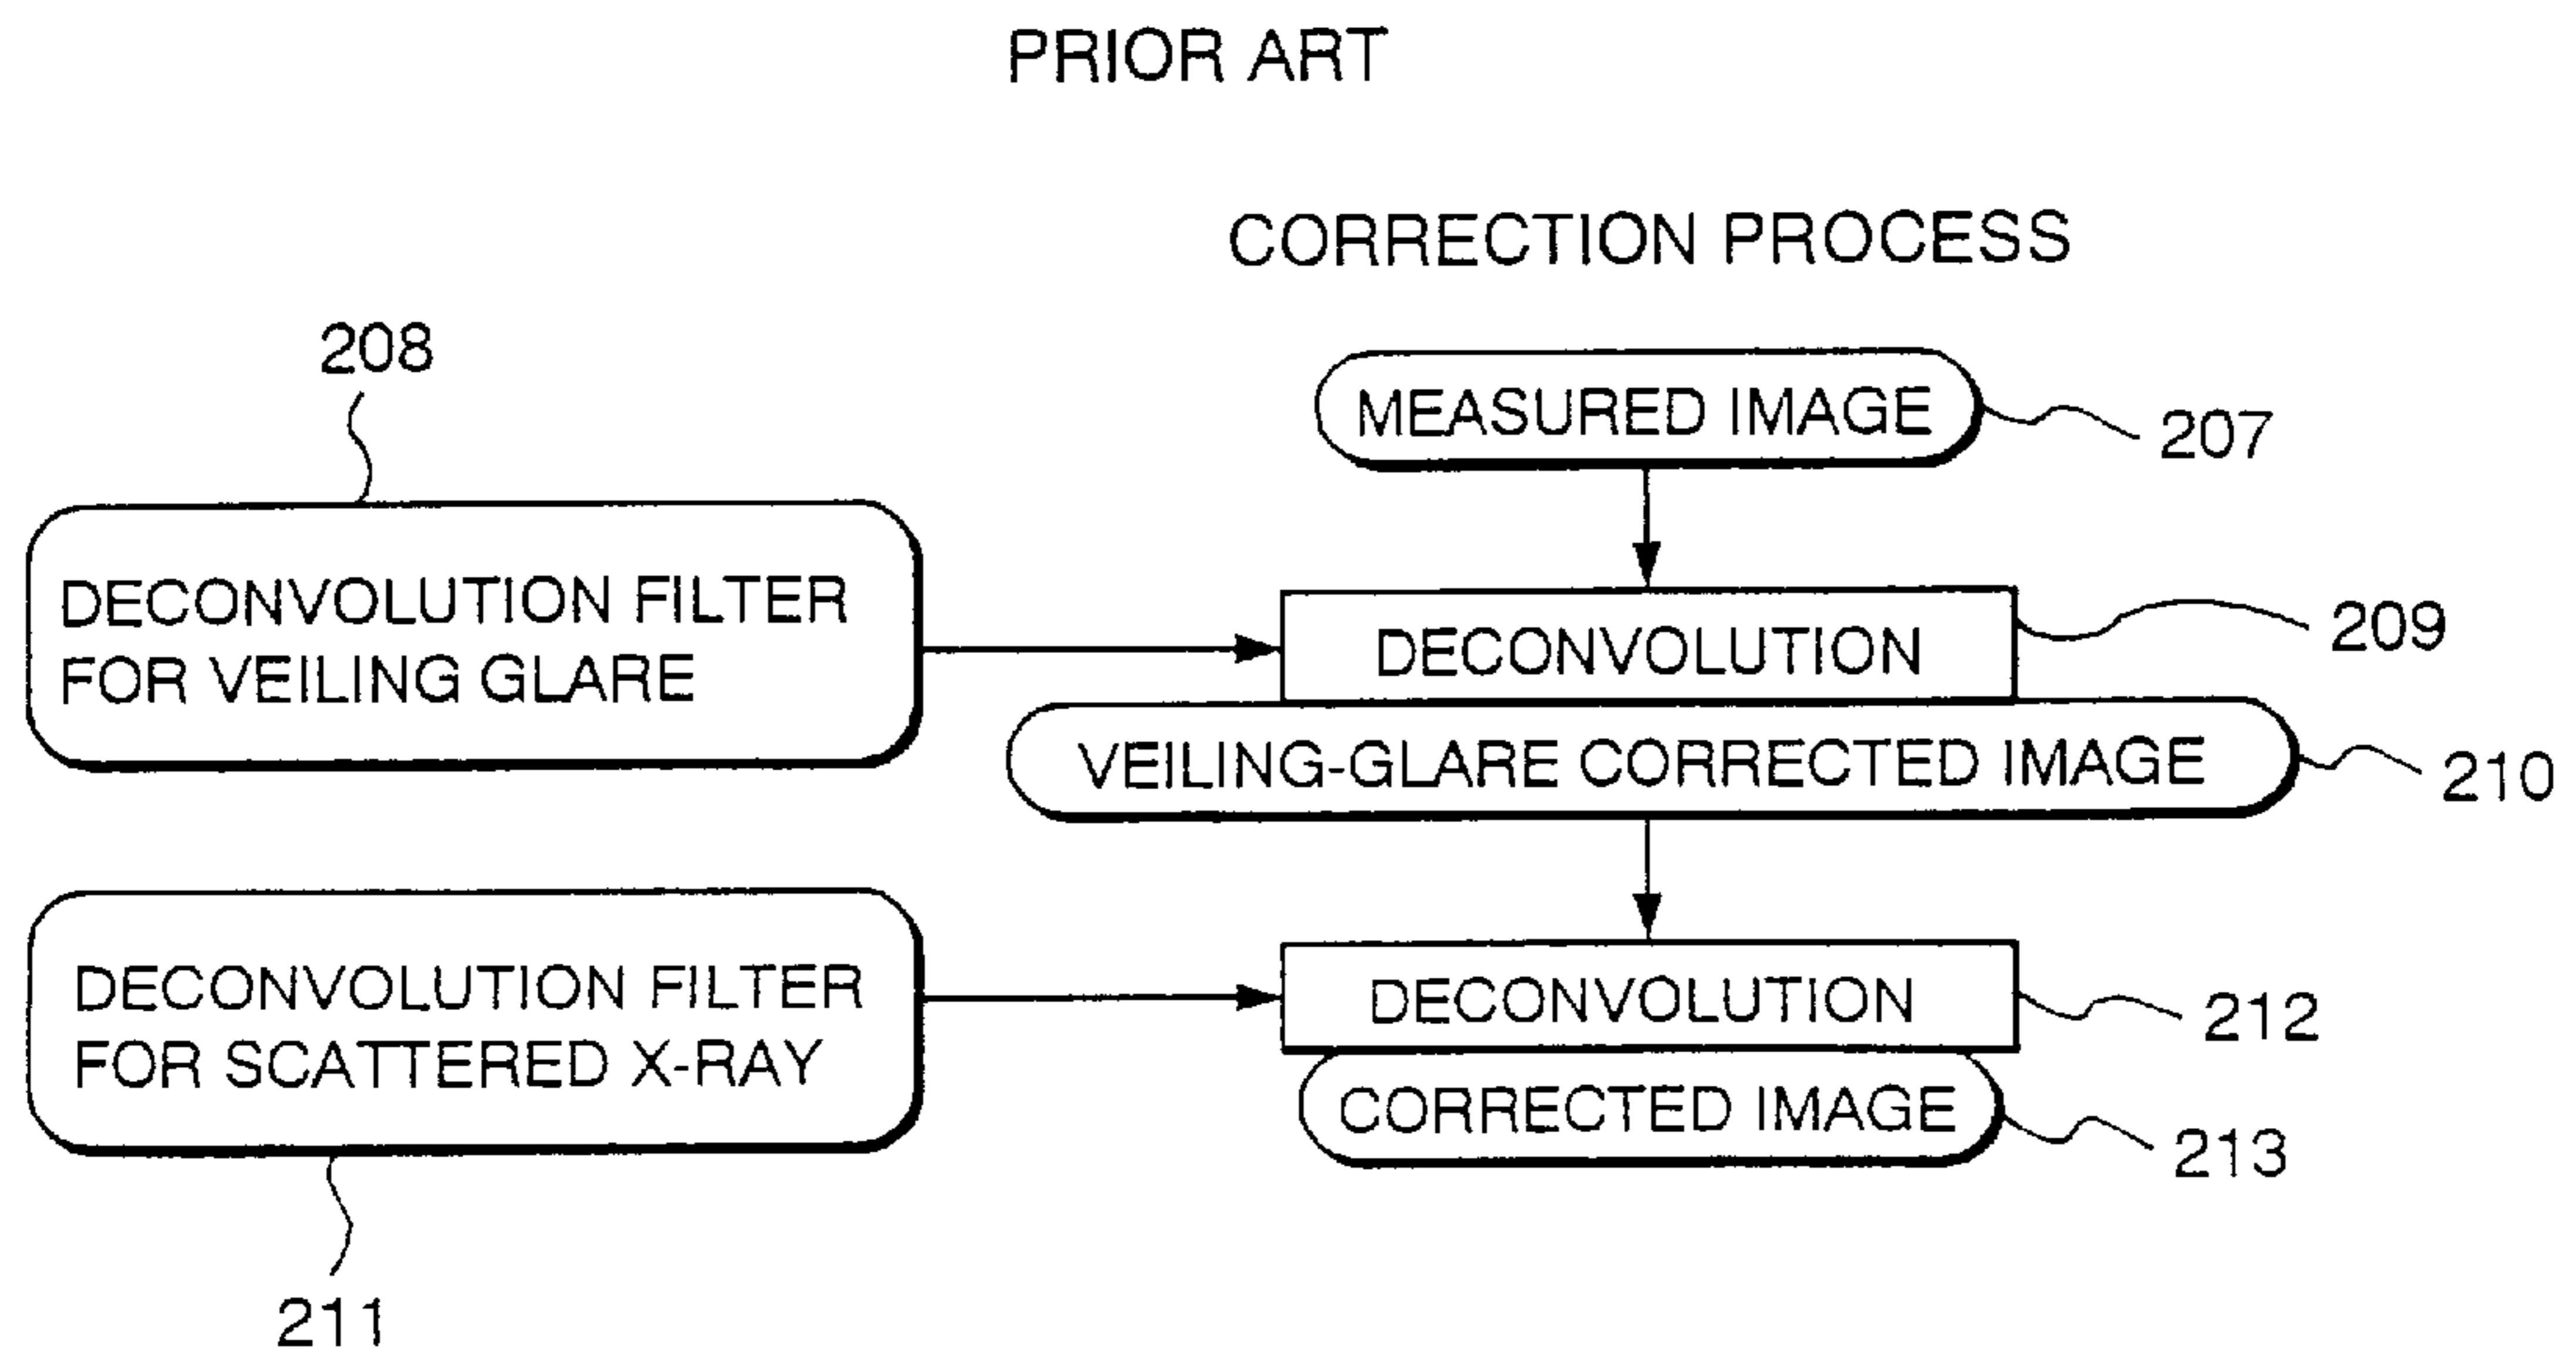 PRIOR ART
CORRECTION PROCESS
208
MEASURED IMAGE
207
DECONVOLUTION FILTER
FOR VEILING GLARE
DECONVOLUTION
209
VEILING-GLARE CORRECTED IMAGE
210
DECONVOLUTION FILTER
FOR SCATTERED X-RAY
DECONVOLUTION
212
CORRECTED IMAGE
213
211